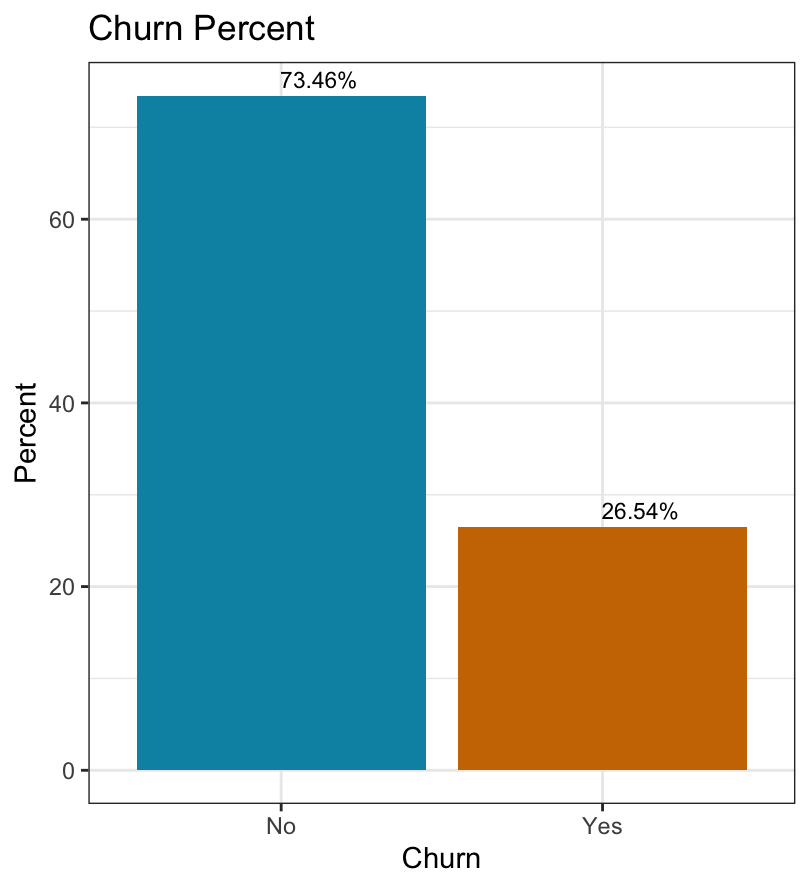 Churn Percent
73.46%
60
40
Percent
26.54%
20
0
No
Yes
Churn